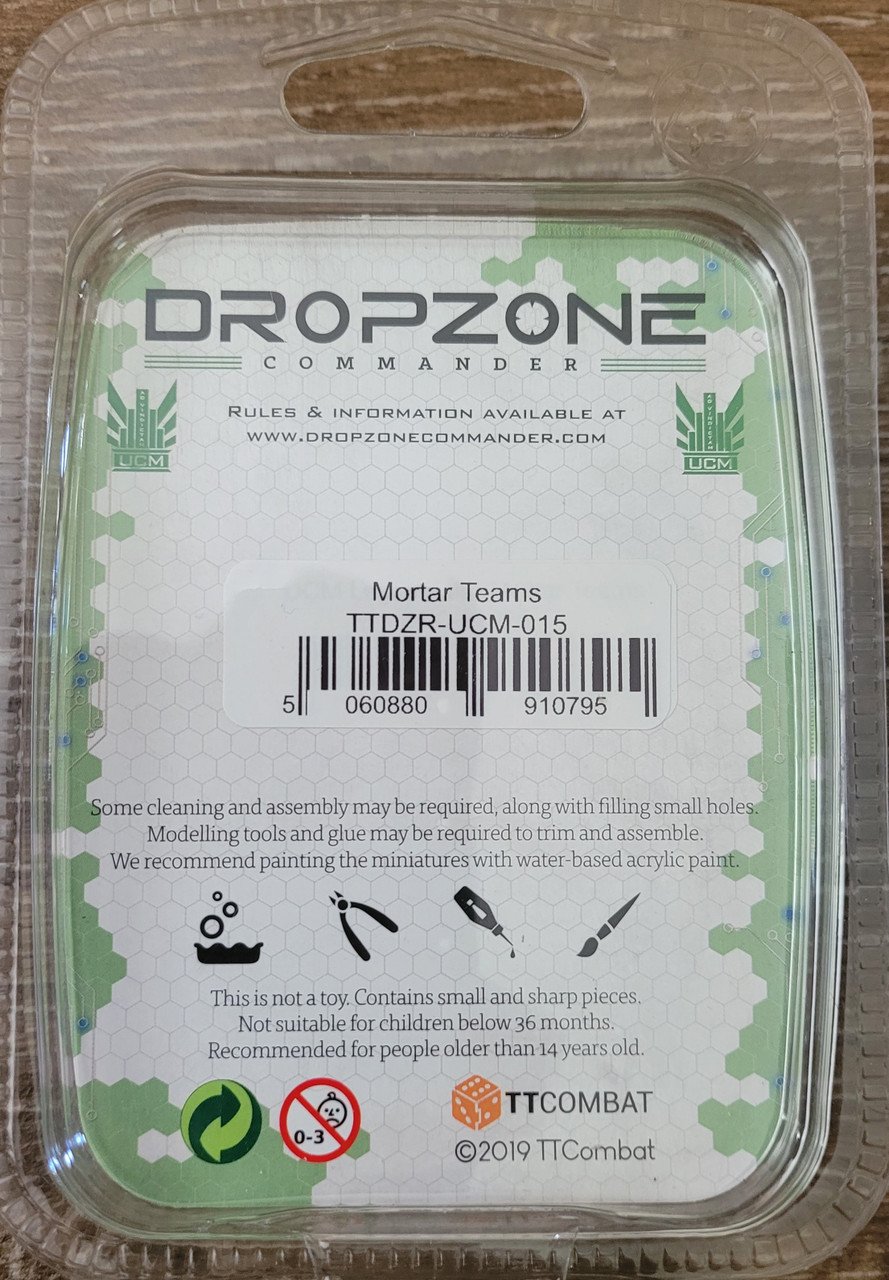 DROPZONE
COMMANDER
RULES & INFORMATION AVAILABLE AT
WWW.DROPZONECOMMANDER.COM
AD VINDICTAM
UCM
AD VINDICTAM
UCM
Mortar Teams
TTDZR-UCM-015
5 060880 910795
Some cleaning and assembly may be required, along with filling small holes.
Modelling tools and glue may be required to trim and assemble.
We recommend painting the miniatures with water-based acrylic paint.
This is not a toy. Contains small and sharp pieces.
Not suitable for children below 36 months.
Recommended for people older than 14 years old.
0-3
TTCOMBAT
©2019 TTCombat